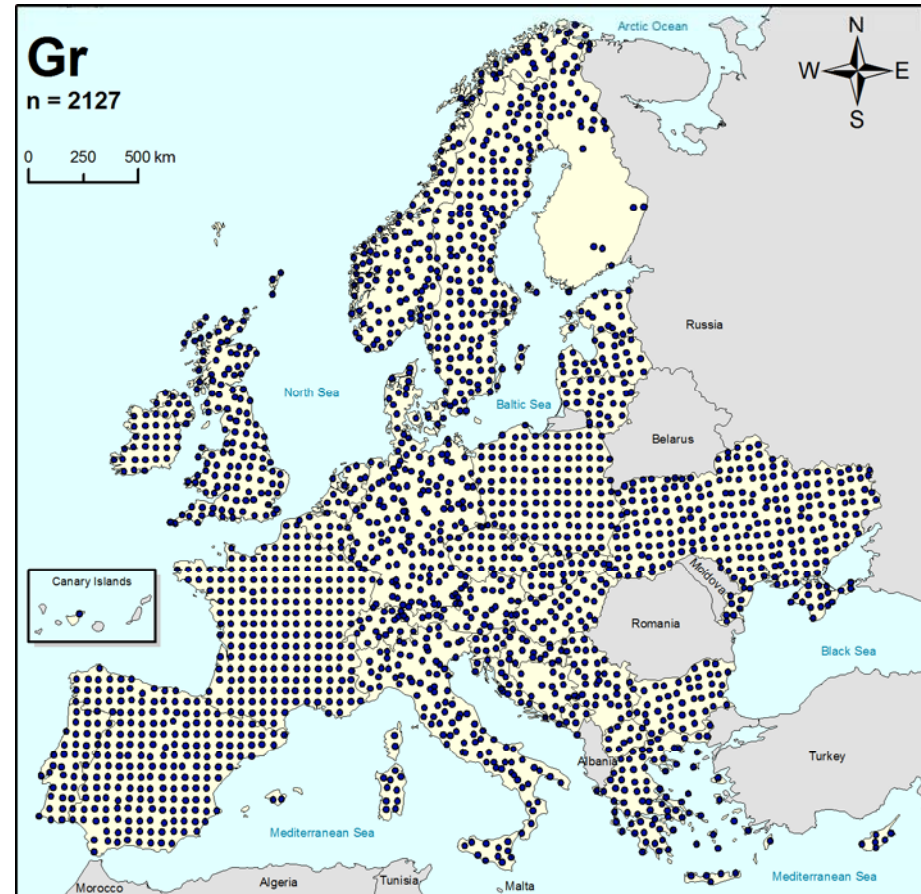 Gr
n = 2127
0 250 500 km
Arctic Ocean
N
W E
S
Russia
North Sea
Baltic Sea
Belarus
Canary Islands
Moldova
Romania
Black Sea
Albania
Turkey
Mediterranean Sea
Mediterranean Sea
Morocco
Algeria
Tunisia
Malta